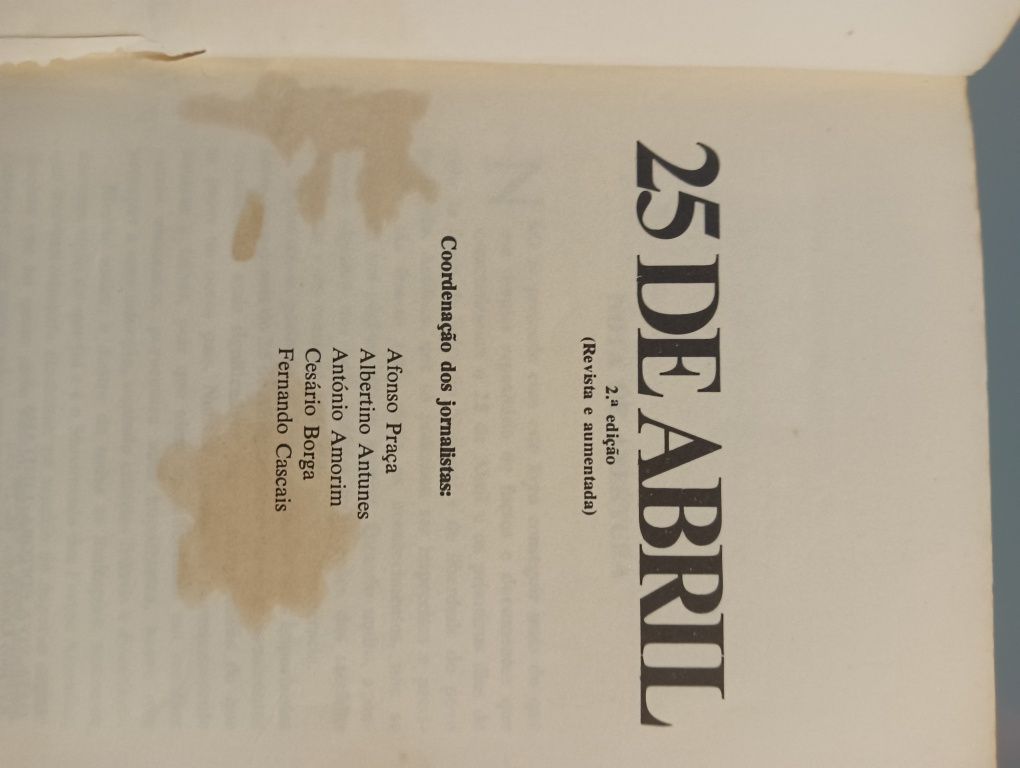 25 DE ABRIL
2.ª edição
(Revista e aumentada)
Coordenação dos jornalistas:
Afonso Praça
Albertino Antunes
António Amorim
Cesário Borga
Fernando Cascais